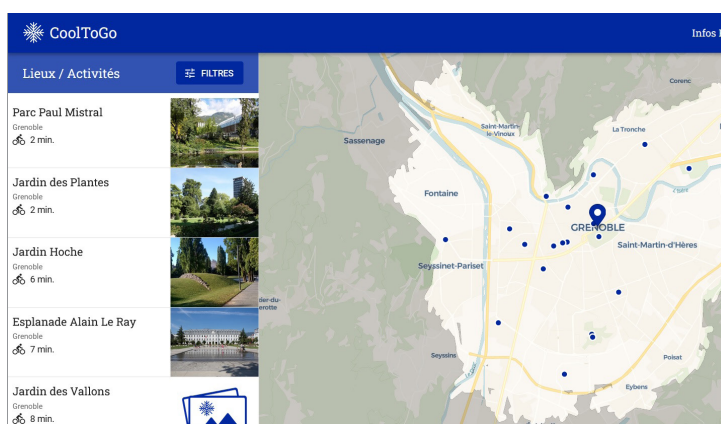 CoolToGo
Infos
Lieux / Activités
FILTRES
Parc Paul Mistral
Grenoble
2 min.
Jardin des Plantes
Grenoble
2 min.
Jardin Hoche
Grenoble
6 min.
Esplanade Alain Le Ray
Grenoble
7 min.
Jardin des Vallons
Grenoble
8 min.
Corenc
Saint-Martin-
le-Vinoux
La Tronche
Sassenage
Fontaine
L'Isère
GRENOBLE
Saint-Martin-d'Hères
Seyssinet-Pariset
Seyssins
Poisat
Eybens